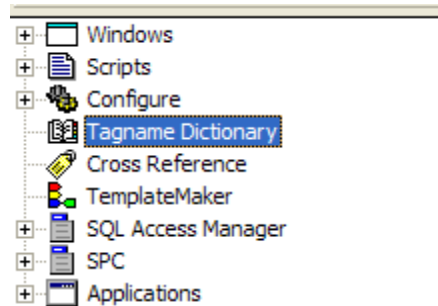 Windows
Scripts
Configure
Tagname Dictionary
Cross Reference
TemplateMaker
SQL Access Manager
SPC
Applications